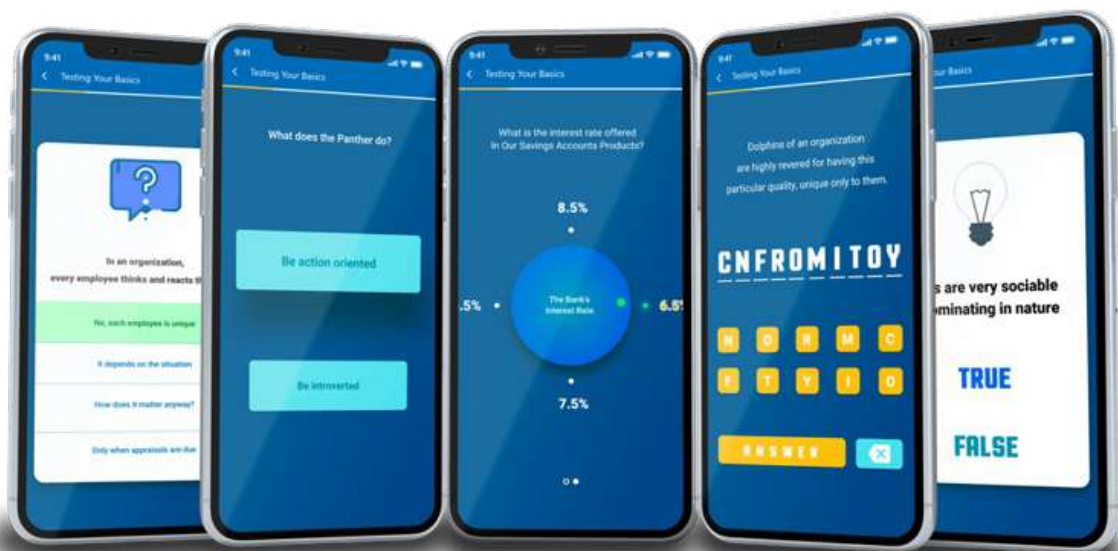 9:41
Testing Your Basics
?
In an organization,
every employee thinks and reacts
No, each employee is unique
It depends on the situation
How does it matter anyway?
Only when appraisals are due
9:41
Testing Your Basics
What does the Panther do?
Be action oriented
Be introverted
9:41
Testing Your Basics
What is the interest rate offered
In Our Savings Accounts Products?
8.5%
.5%
The Bank's
Interest Rate
6.5
7.5%
9:41
Testing Your Basics
Dolphins of an organization
are highly revered for having this
particular quality, unique only to them.
CNFROMITOY
N O R M C
F T Y I O
ANSWER
Your Basics
s are very sociable
ominating in nature
TRUE
FALSE